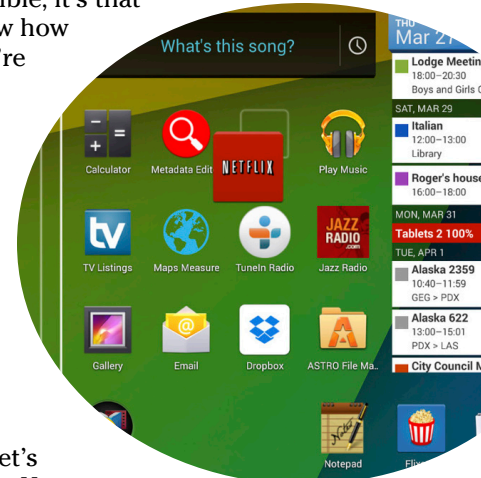 w how
're
What's this song?
Calculator
Metadata Edit
NETFLIX
Play Music
tv
TV Listings
Maps Measure
TuneIn Radio
JAZZ
RADIO
.com
Jazz Radio
Gallery
Email
Dropbox
ASTRO File Ma..
Notes
Notepad
THU
Mar 27
Lodge Meetin
18:00–20:30
Boys and Girls C
SAT, MAR 29
Italian
12:00–13:00
Library
Roger's house
16:00–18:00
MON, MAR 31
Tablets 2 100%
TUE, APR 1
Alaska 2359
10:40–11:59
GEG > PDX
Alaska 622
13:00–15:01
PDX > LAS
City Council M
et's